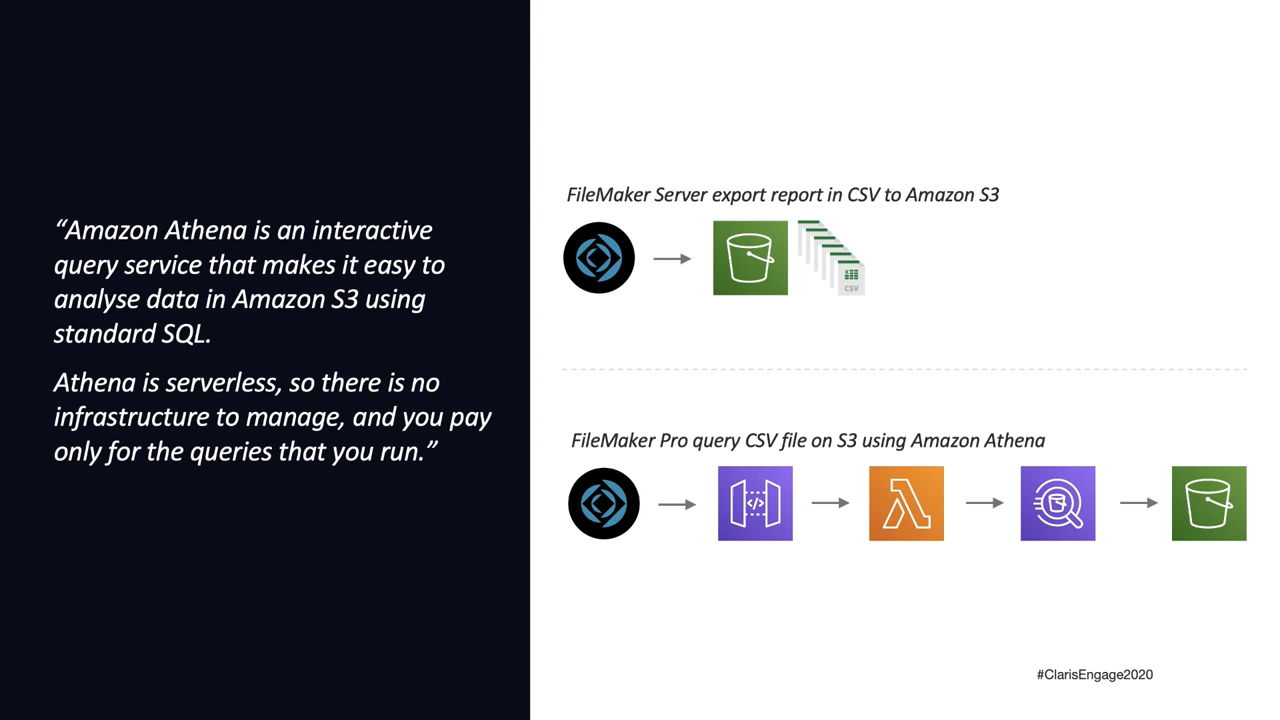 “Amazon Athena is an interactive
query service that makes it easy to
analyse data in Amazon S3 using
standard SQL.
Athena is serverless, so there is no
infrastructure to manage, and you pay
only for the queries that you run.”
FileMaker Server export report in CSV to Amazon S3
CSV
FileMaker Pro query CSV file on S3 using Amazon Athena
</>
#ClarisEngage2020